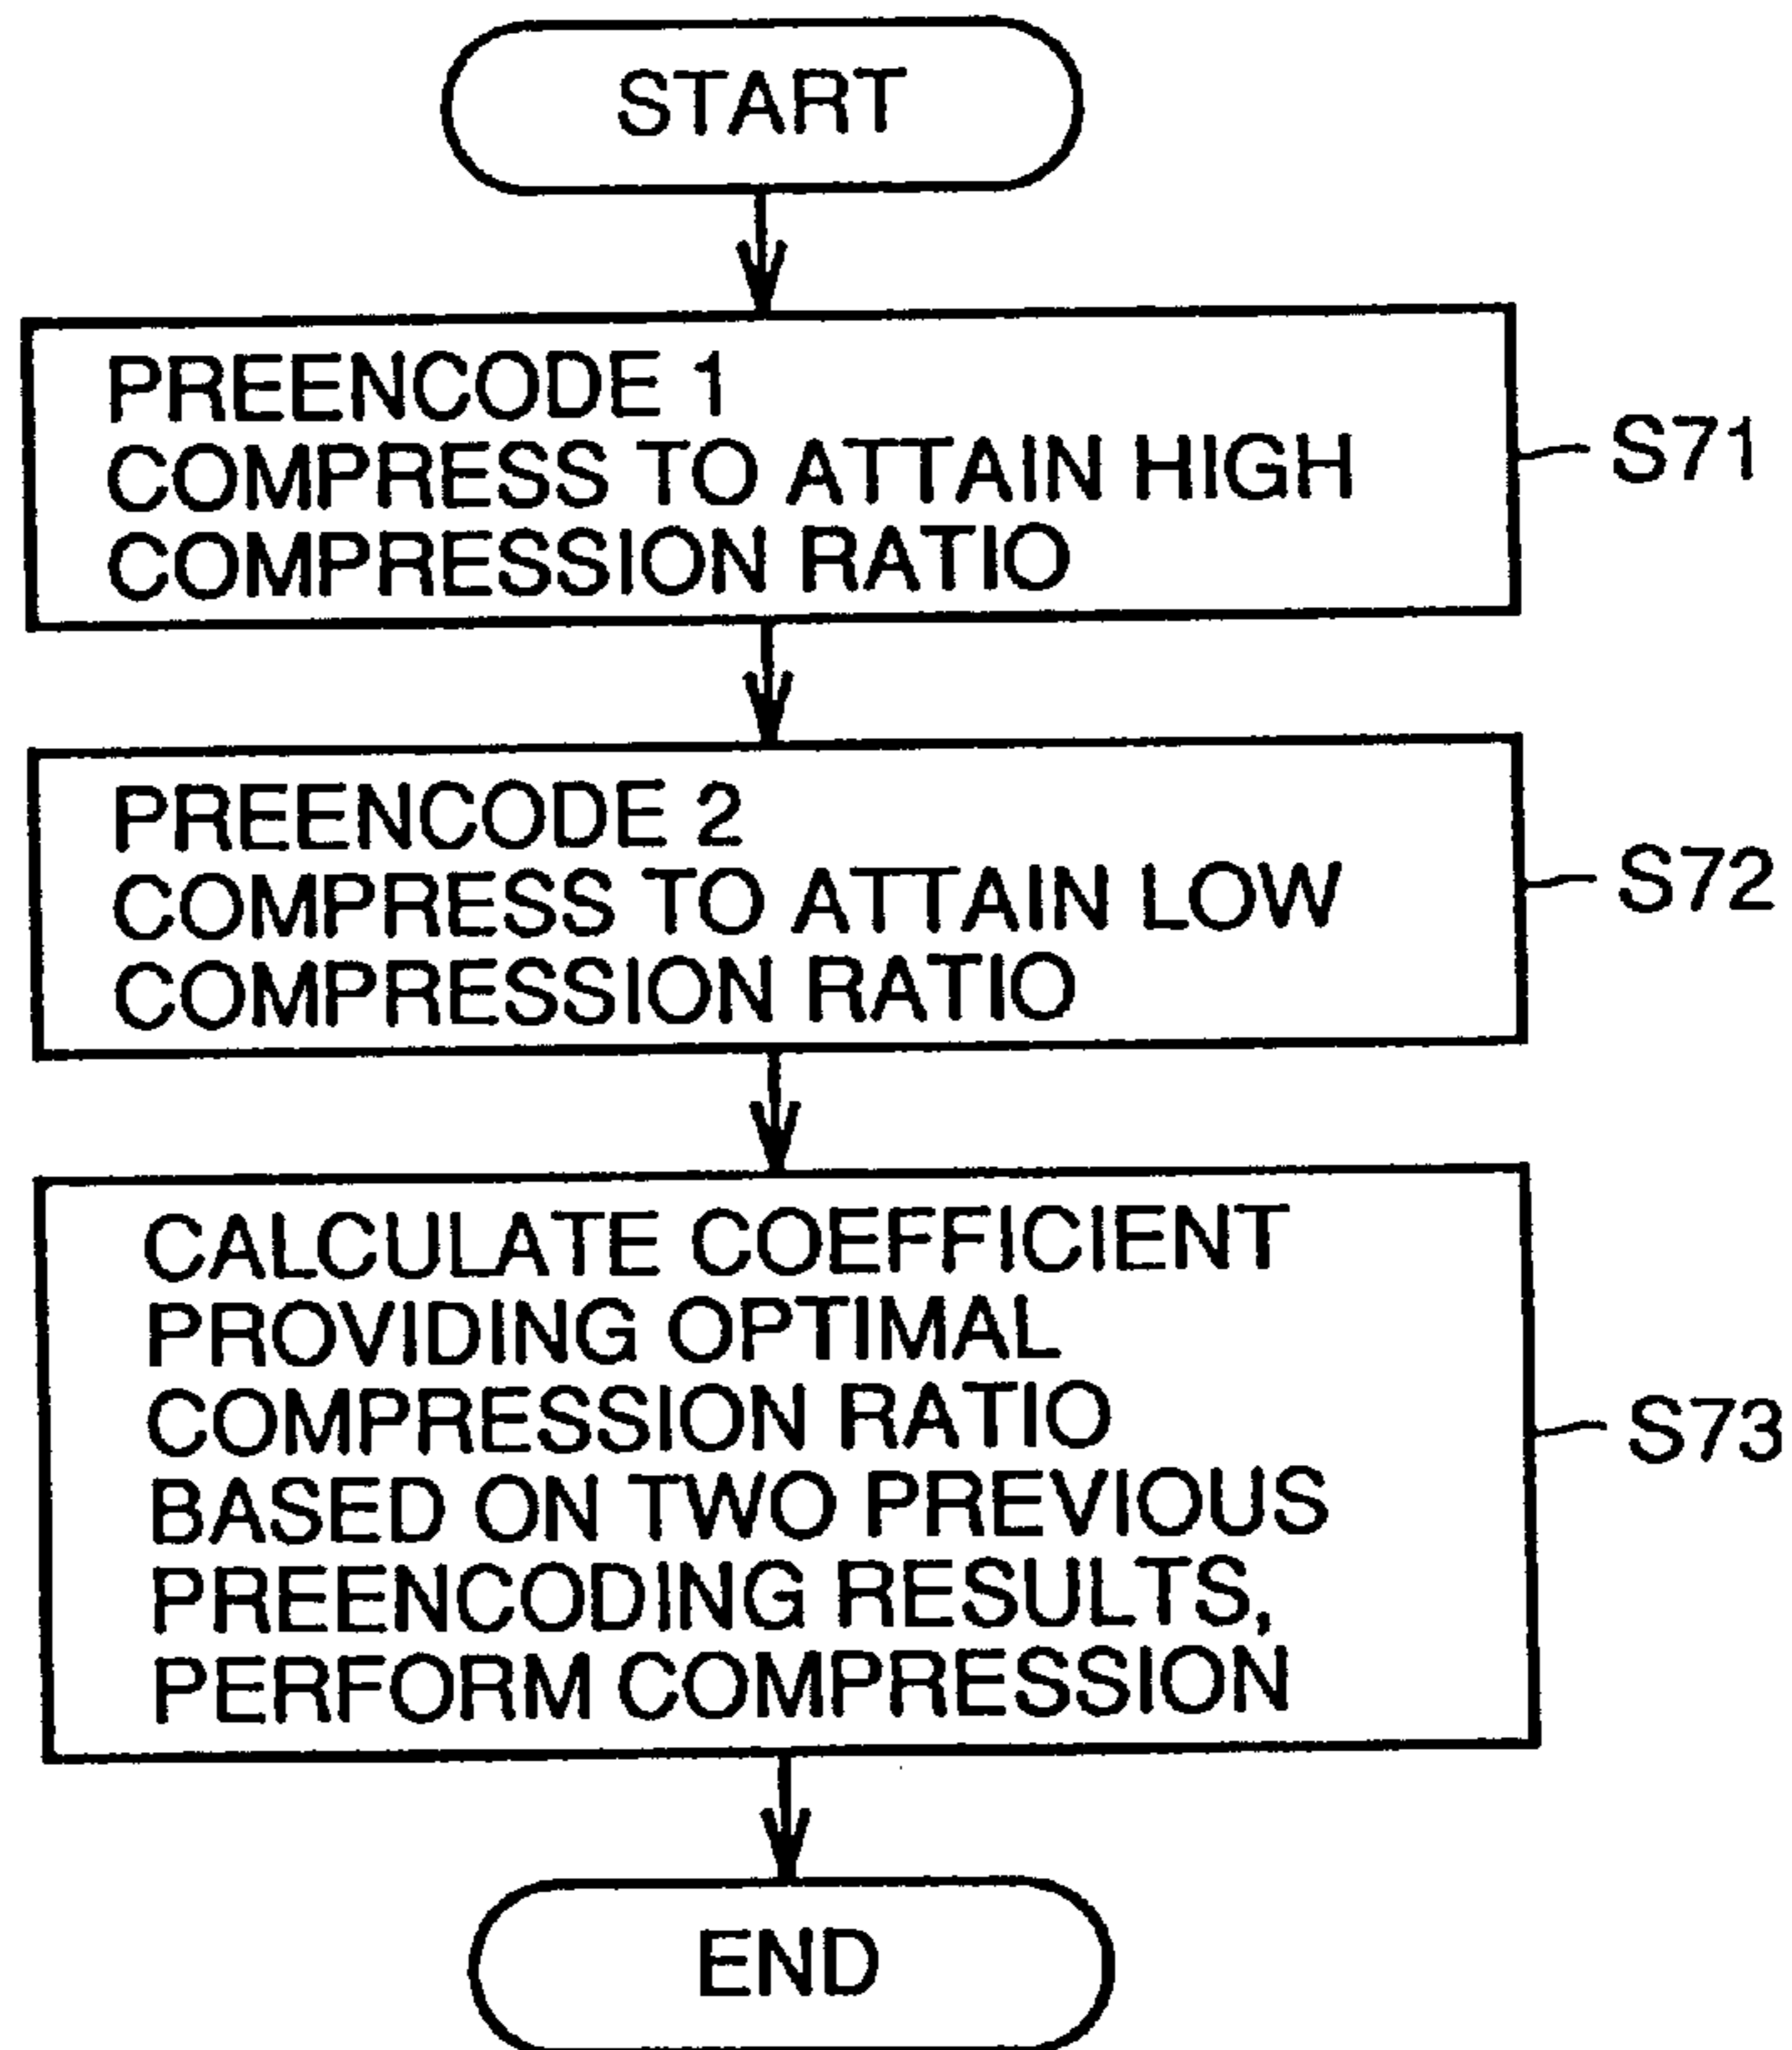 START
PREENCODE 1
COMPRESS TO ATTAIN HIGH
COMPRESSION RATIO
S71
PREENCODE 2
COMPRESS TO ATTAIN LOW
COMPRESSION RATIO
S72
CALCULATE COEFFICIENT
PROVIDING OPTIMAL
COMPRESSION RATIO
BASED ON TWO PREVIOUS
PREENCODING RESULTS,
PERFORM COMPRESSION
S73
END